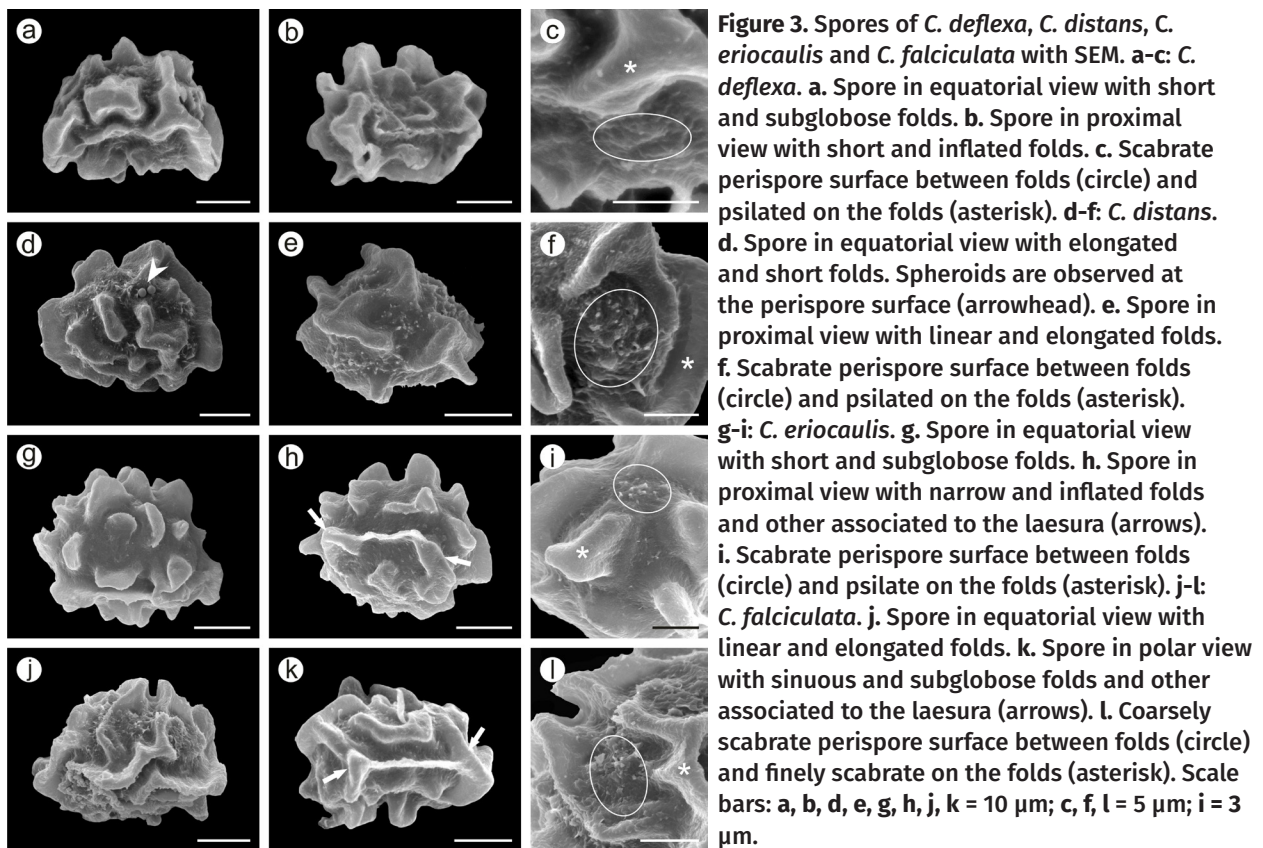 a
b
c
*
d
e
f
*
g
h
i
*
j
k
l
*
Figure 3. Spores of C. deflexa, C. distans, C.
eriocaulis and C. falciculata with SEM. a-c: C.
deflexa. a. Spore in equatorial view with short
and subglobose folds. b. Spore in proximal
view with short and inflated folds. c. Scabrate
perispore surface between folds (circle) and
psilated on the folds (asterisk). d-f: C. distans.
d. Spore in equatorial view with elongated
and short folds. Spheroids are observed at
the perispore surface (arrowhead). e. Spore in
proximal view with linear and elongated folds.
f. Scabrate perispore surface between folds
(circle) and psilated on the folds (asterisk).
g-i: C. eriocaulis. g. Spore in equatorial view
with short and subglobose folds. h. Spore in
proximal view with narrow and inflated folds
and other associated to the laesura (arrows).
i. Scabrate perispore surface between folds
(circle) and psilate on the folds (asterisk). j-l:
C. falciculata. j. Spore in equatorial view with
linear and elongated folds. k. Spore in polar view
with sinuous and subglobose folds and other
associated to the laesura (arrows). l. Coarsely
scabrate perispore surface between folds (circle)
and finely scabrate on the folds (asterisk). Scale
bars: a, b, d, e, g, h, j, k = 10 µm; c, f, l = 5 µm; i = 3
µm.